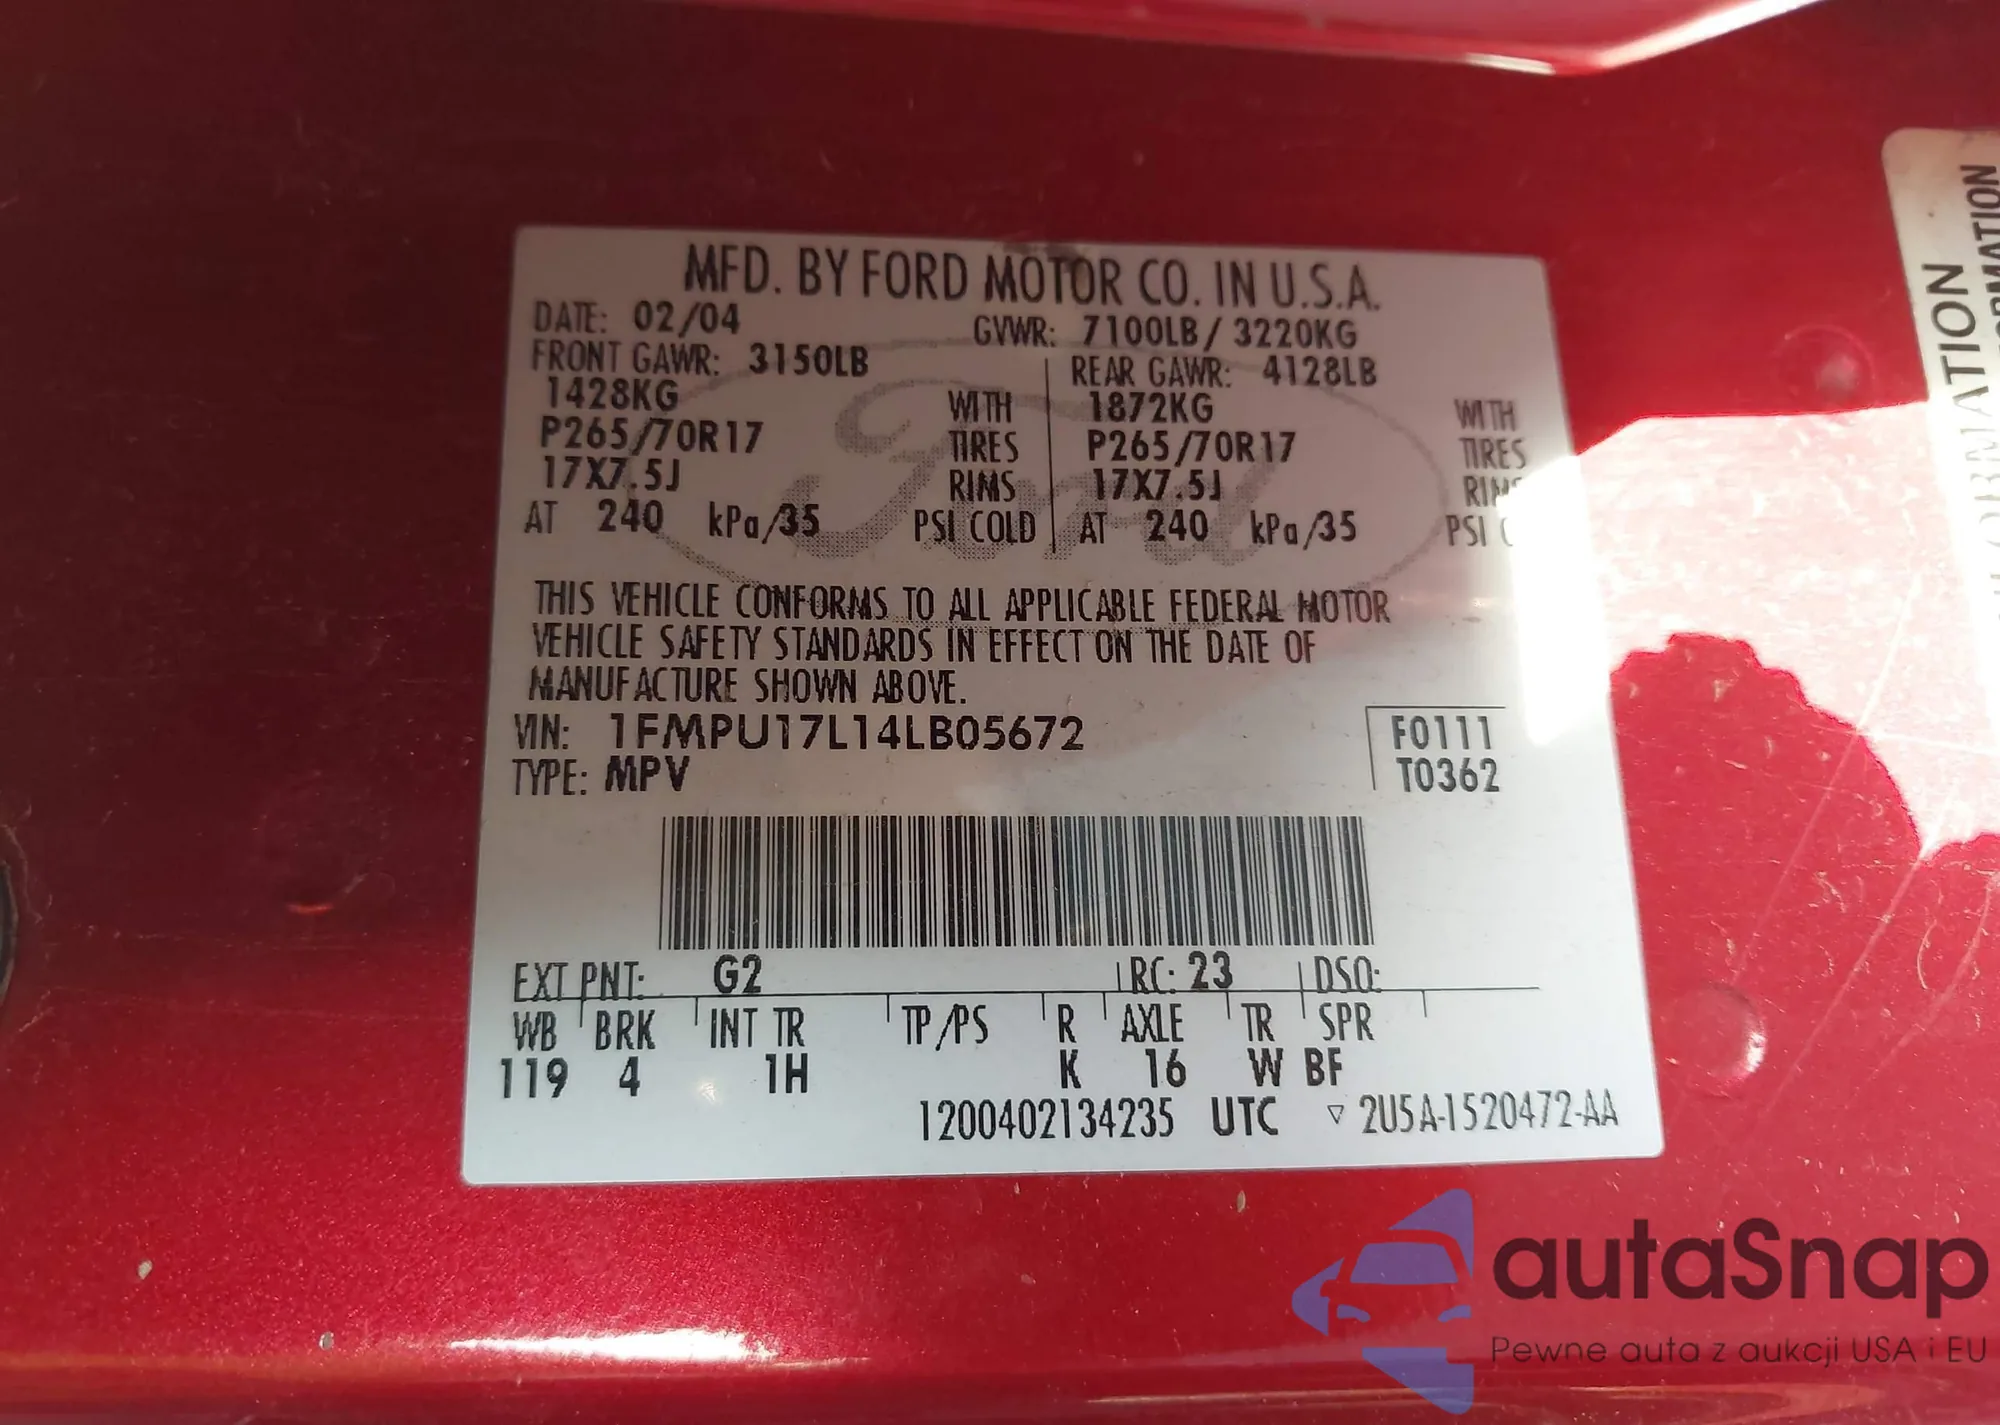 MFD. BY FORD MOTOR CO. IN U.S.A.
DATE: 02/04 GVWR: 7100LB / 3220KG
FRONT GAWR: 3150LB REAR GAWR: 4128LB
1428KG WITH 1872KG WITH
P265/70R17 TIRES P265/70R17 TIRES
17X7.5J RIMS 17X7.5J RIMS
AT 240 kPa/35 PSI COLD AT 240 kPa/35 PSI C
THIS VEHICLE CONFORMS TO ALL APPLICABLE FEDERAL MOTOR
VEHICLE SAFETY STANDARDS IN EFFECT ON THE DATE OF
MANUFACTURE SHOWN ABOVE.
VIN: 1FMPU17L14LB05672 F0111
TYPE: MPV T0362
EXT PNT: G2 RC: 23 DSO:
WB BRK INT TR TP/PS R AXLE TR SPR
119 4 1H K 16 W BF
1200402134235 UTC ▽ 2U5A-1520472-AA
Ford
ORMATION
ORMATION
autaSnap
Pewne auta z aukcji USA i EU